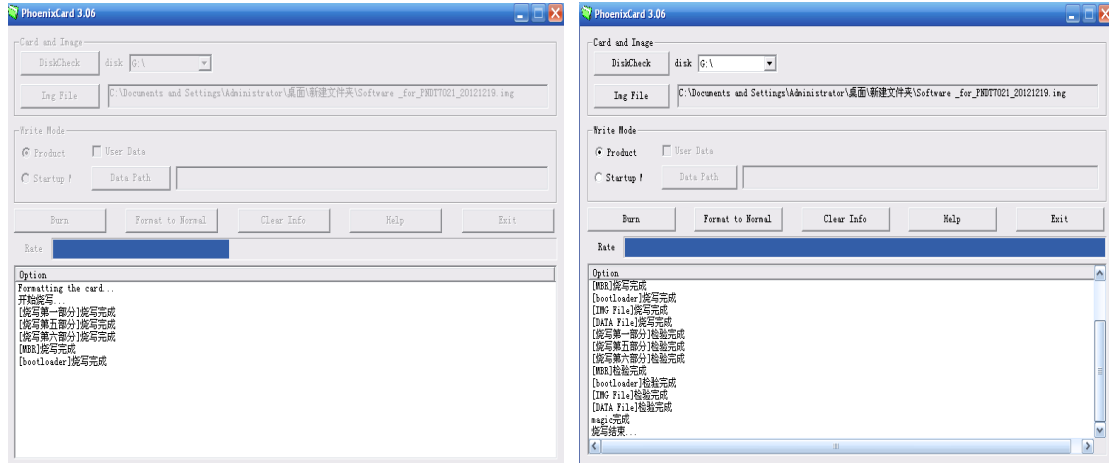 PhoenixCard 3.06
Card and Image
DiskCheck disk G:\
Img File C:\Documents and Settings\Administrator\桌面\新建文件夹\Software _for_PNDT7021_20121219.img
Write Mode
Product User Data
Startup Data Path
Burn Format to Normal Clear Info Help Exit
Rate
Option
Formatting the card...
开始烧写...
[烧写第一部分]烧写完成
[烧写第五部分]烧写完成
[烧写第六部分]烧写完成
[MBR]烧写完成
[bootloader]烧写完成
PhoenixCard 3.06
Card and Image
DiskCheck disk G:\
Img File C:\Documents and Settings\Administrator\桌面\新建文件夹\Software _for_PNDT7021_20121219.img
Write Mode
Product User Data
Startup Data Path
Burn Format to Normal Clear Info Help Exit
Rate
Option
[MBR]烧写完成
[bootloader]烧写完成
[IMG File]烧写完成
[DATA File]烧写完成
[烧写第一部分]检验完成
[烧写第五部分]检验完成
[烧写第六部分]检验完成
[MBR]检验完成
[bootloader]检验完成
[IMG File]检验完成
[DATA File]检验完成
magic完成
烧写结束...